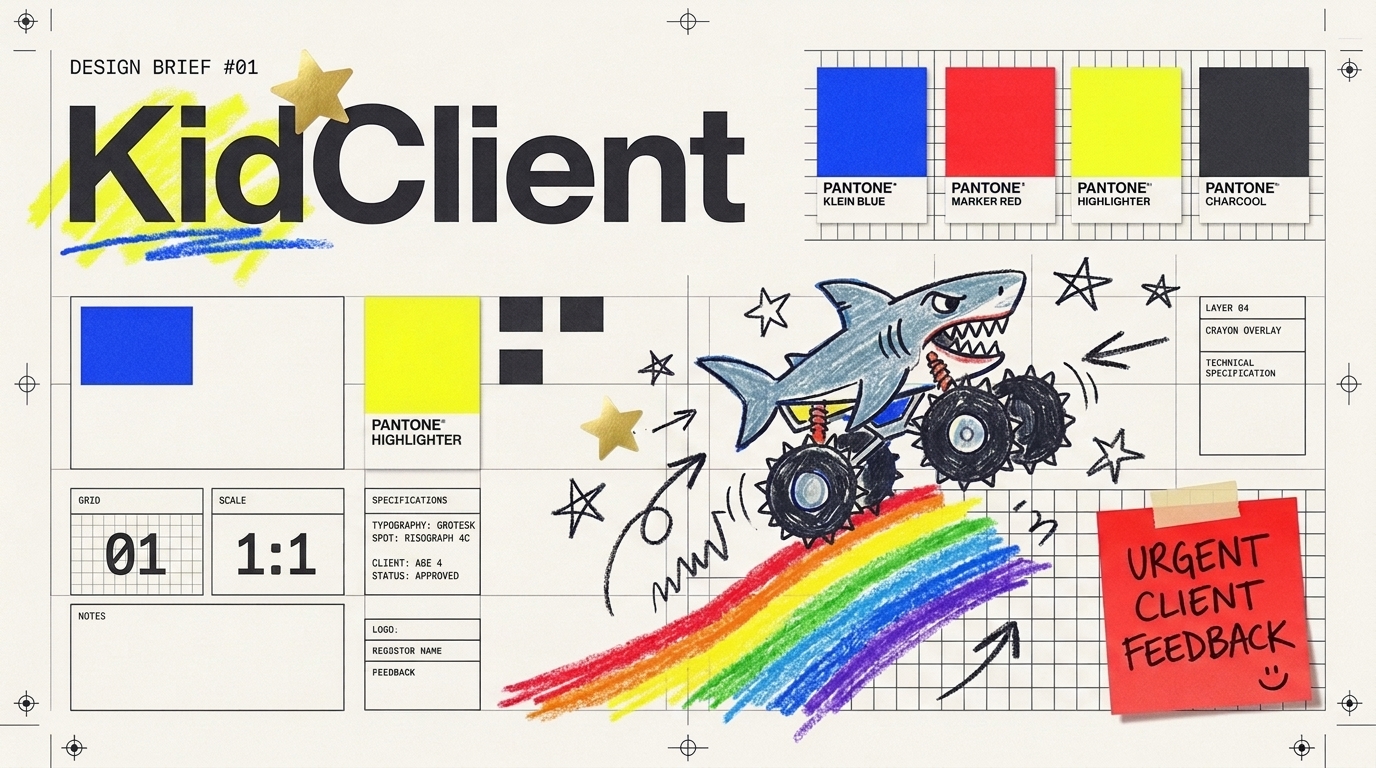 DESIGN BRIEF #01
KidClient
PANTONE®
KLEIN BLUE
PANTONE®
MARKER RED
PANTONE®
HIGHLIGHTER
PANTONE®
CHARCOOL
PANTONE®
HIGHLIGHTER
LAYER 04
CRAYON OVERLAY
TECHNICAL
SPECIFICATION
GRID
01
SCALE
1:1
SPECIFICATIONS
TYPOGRAPHY: GROTESK
SPOT: RISOGRAPH 4C
CLIENT: ABE 4
STATUS: APPROVED
NOTES
LOGO:
REGDSTOR NAME
FEEDBACK
URGENT
CLIENT
FEEDBACK